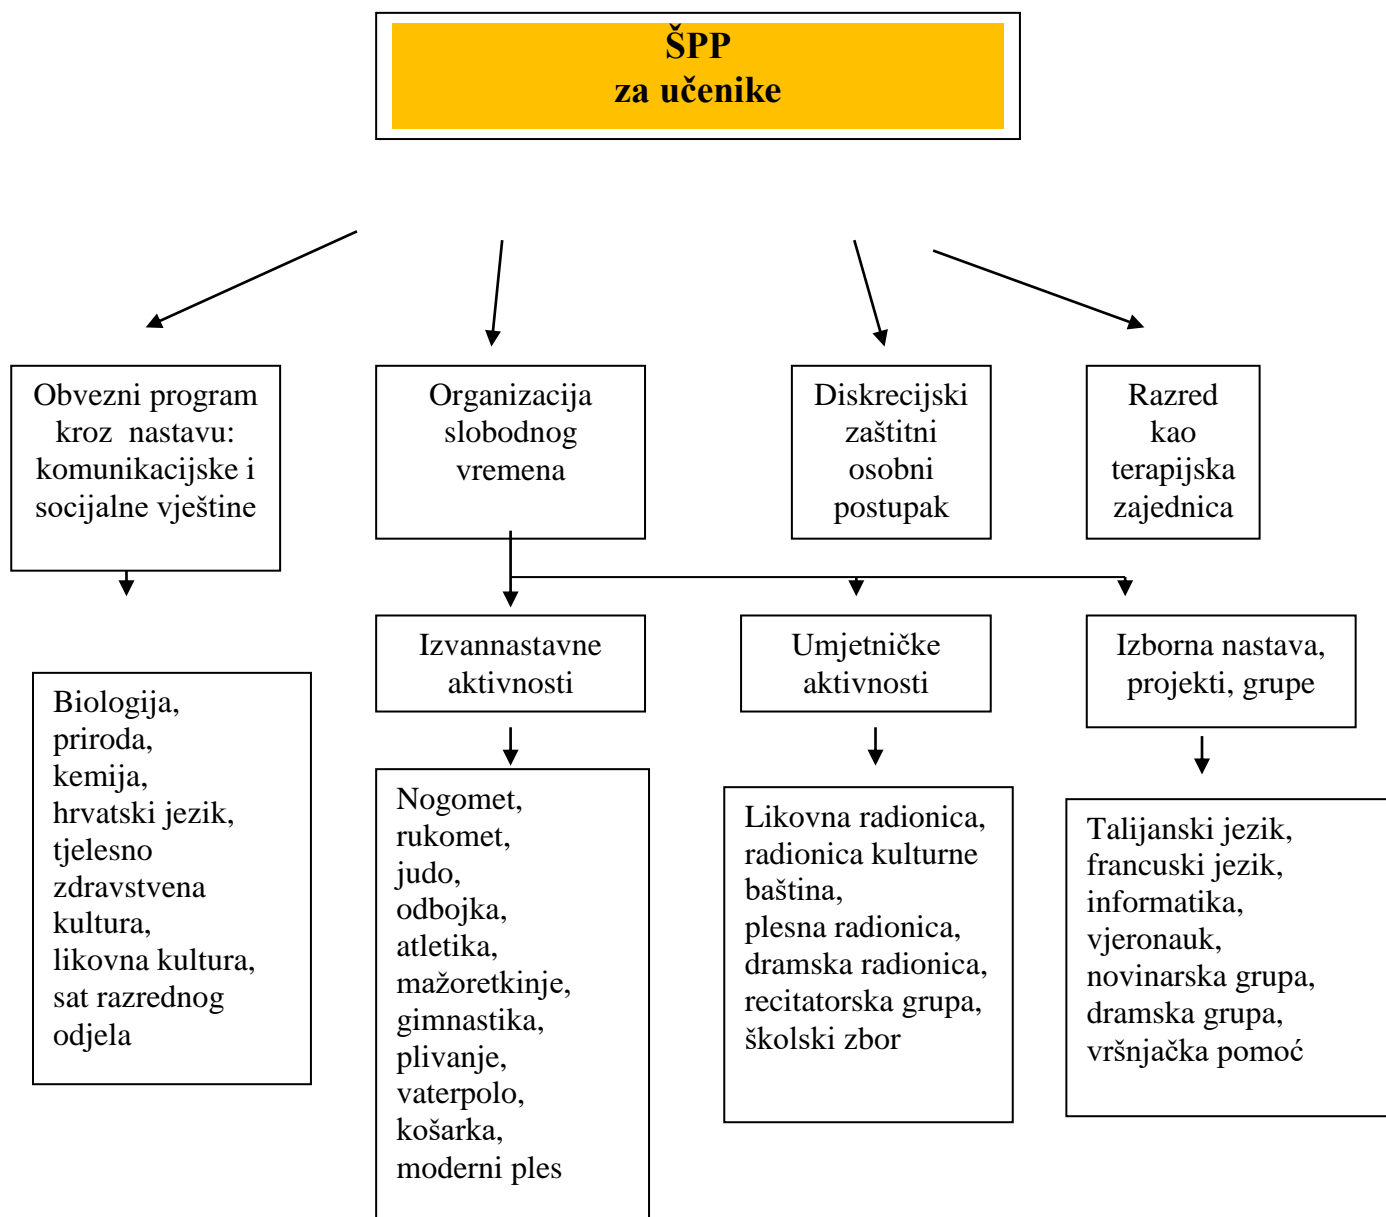 ŠPP
za učenike
Obvezni program
kroz nastavu:
komunikacijske i
socijalne vještine
Organizacija
slobodnog
vremena
Diskrecijski
zaštitni
osobni
postupak
Razred
kao
terapijska
zajednica
Izvannastavne
aktivnosti
Umjetničke
aktivnosti
Izborna nastava,
projekti, grupe
Biologija,
priroda,
kemija,
hrvatski jezik,
tjelesno
zdravstvena
kultura,
likovna kultura,
sat razrednog
odjela
Nogomet,
rukomet,
judo,
odbojka,
atletika,
mažoretkinje,
gimnastika,
plivanje,
vaterpolo,
košarka,
moderni ples
Likovna radionica,
radionica kulturne
baština,
plesna radionica,
dramska radionica,
recitatorska grupa,
školski zbor
Talijanski jezik,
francuski jezik,
informatika,
vjeronauk,
novinarska grupa,
dramska grupa,
vršnjačka pomoć